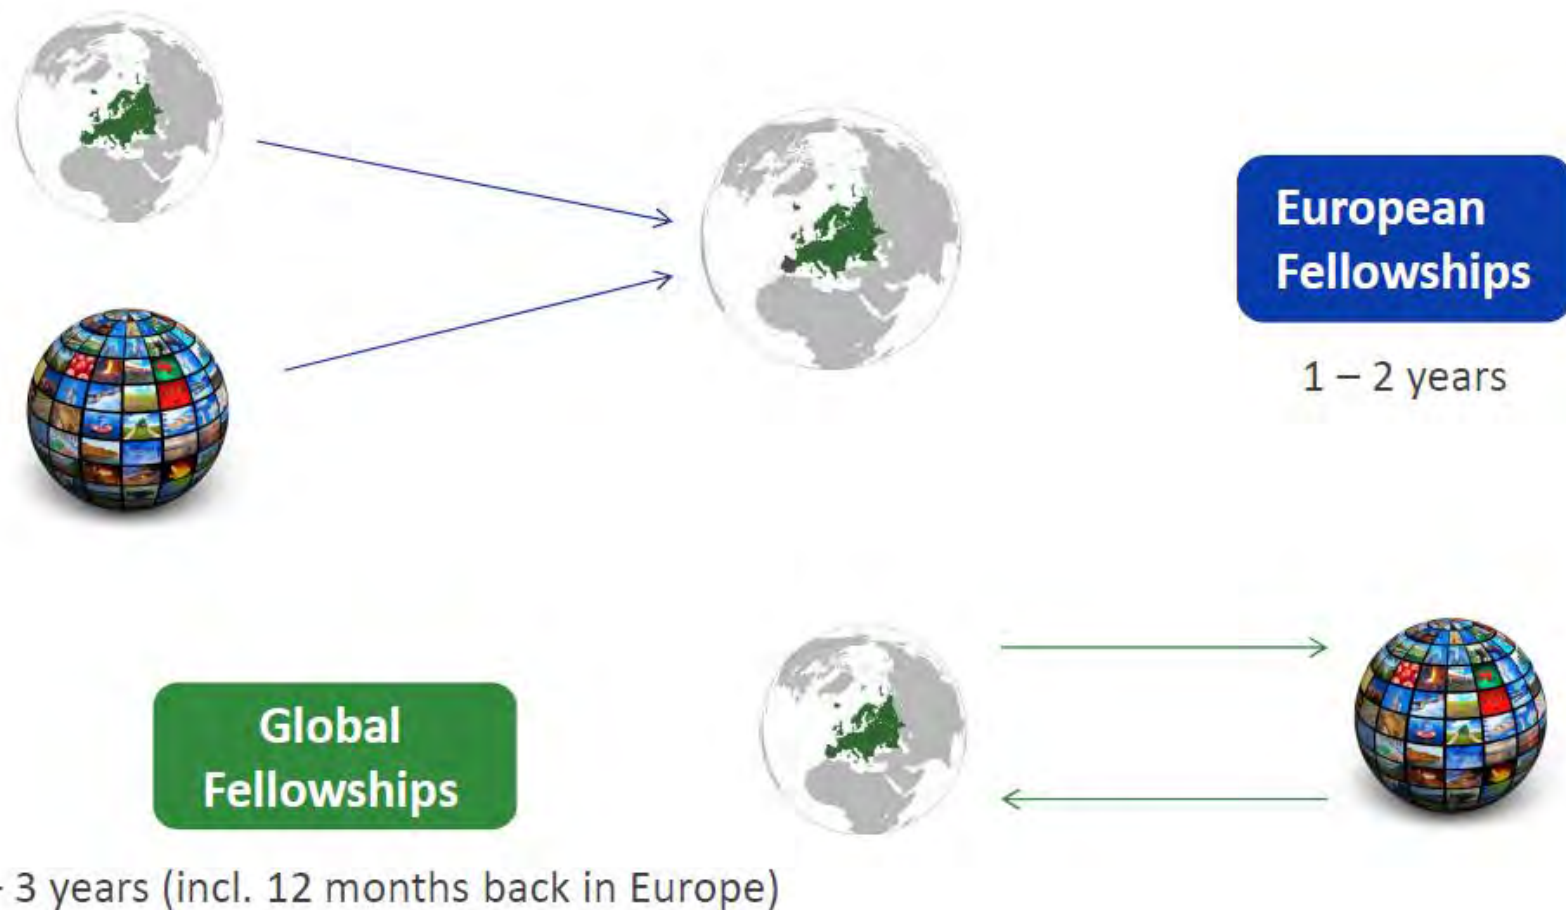 European
Fellowships
1 – 2 years
Global
Fellowships
- 3 years (incl. 12 months back in Europe)